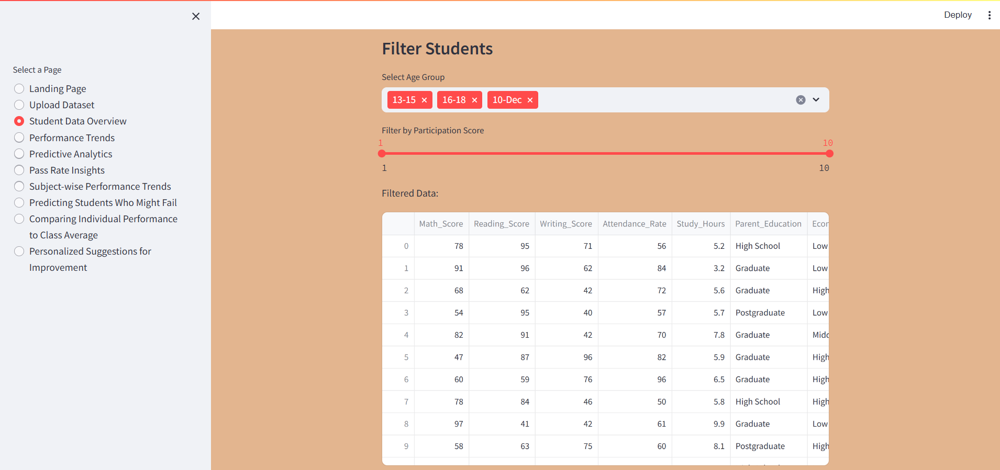 Deploy
Select a Page
Landing Page
Upload Dataset
Student Data Overview
Performance Trends
Predictive Analytics
Pass Rate Insights
Subject-wise Performance Trends
Predicting Students Who Might Fail
Comparing Individual Performance
to Class Average
Personalized Suggestions for
Improvement
Filter Students
Select Age Group
13-15 16-18 10-Dec
Filter by Participation Score
1 10
1 10
Filtered Data:
Math_Score Reading_Score Writing_Score Attendance_Rate Study_Hours Parent_Education Econ
0 78 95 71 56 5.2 High School Low
1 91 96 62 84 3.2 Graduate Low
2 68 62 42 72 5.6 Graduate High
3 54 95 40 57 5.7 Postgraduate Low
4 82 91 42 70 7.8 Graduate Midd
5 47 87 96 82 5.9 Graduate High
6 60 59 76 96 6.5 Graduate High
7 78 84 46 50 5.8 High School High
8 97 41 42 61 9.9 Graduate Low
9 58 63 75 60 8.1 Postgraduate High